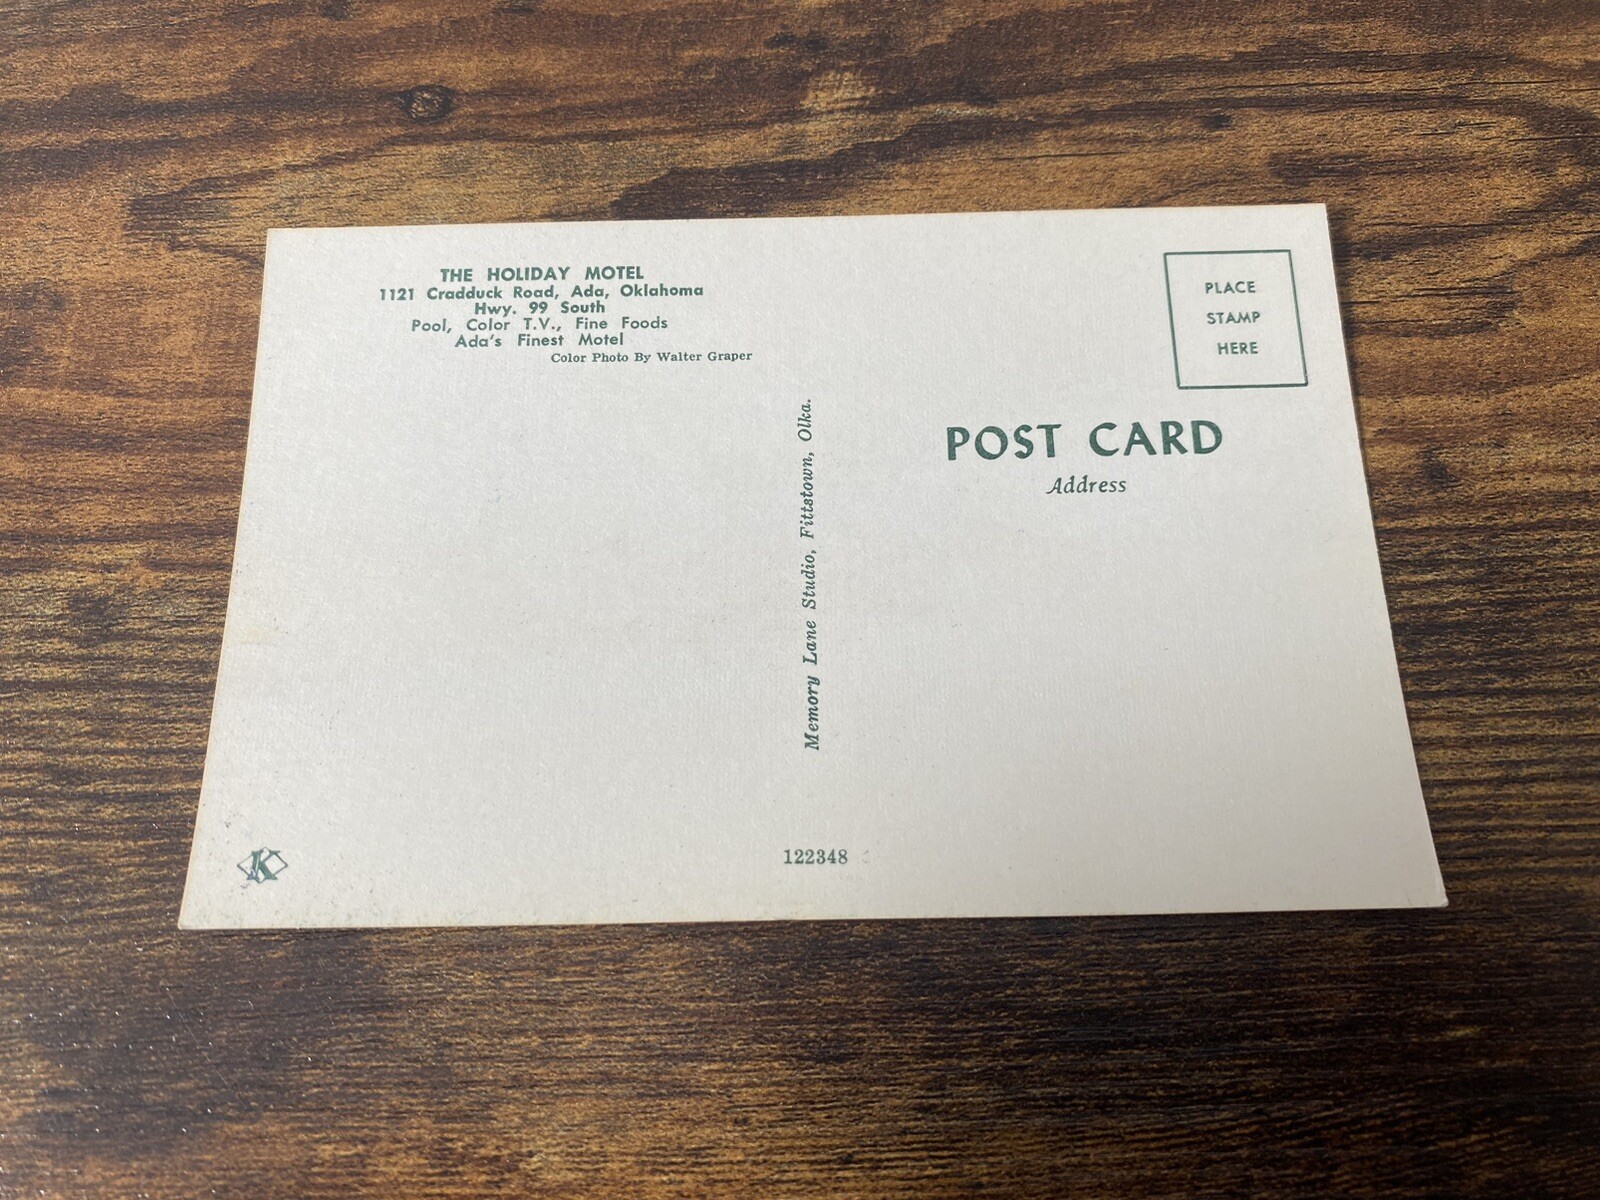 THE HOLIDAY MOTEL
1121 Cradduck Road, Ada, Oklahoma
Hwy. 99 South
Pool, Color T.V., Fine Foods
Ada's Finest Motel
Color Photo By Walter Graper
Memory Lane Studio, Fittstown, Olka.
PLACE
STAMP
HERE
POST CARD
Address
K
122348